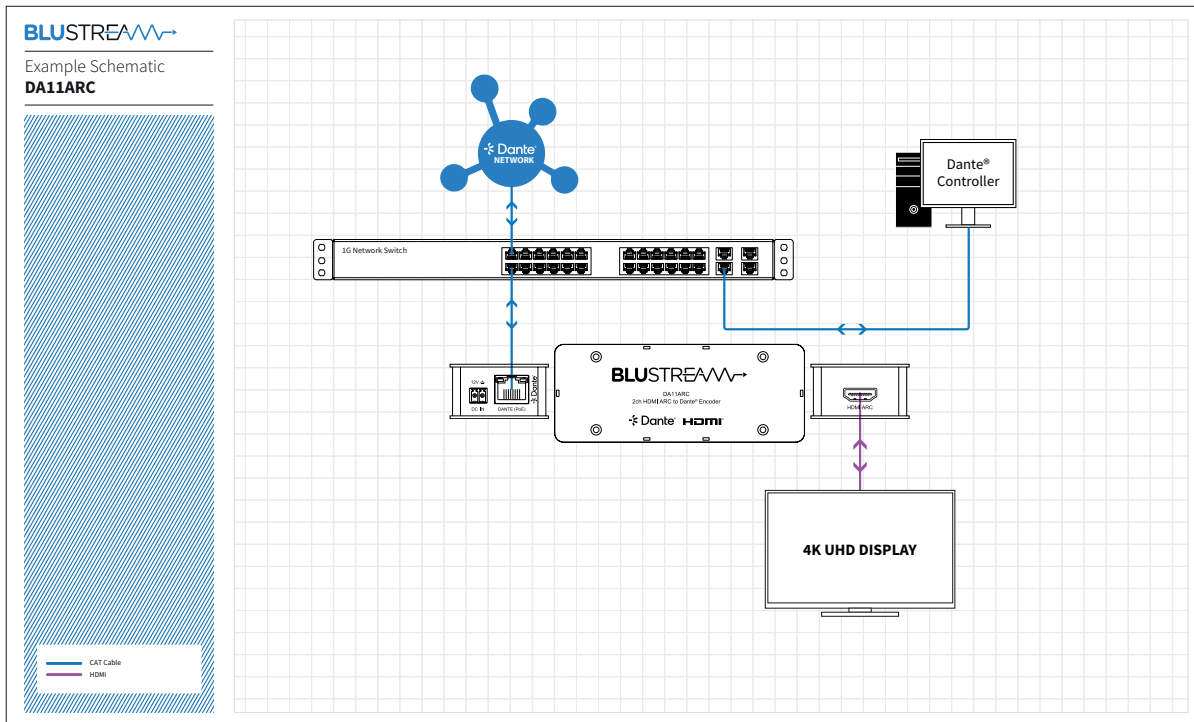 BLUSTREAM
Example Schematic
DA11ARC
Dante®
NETWORK
Dante®
Controller
1G Network Switch
12V
DC IN
DANTE (PoE)
Dante®
BLUSTREAM
DA11ARC
2ch HDMI ARC to Dante® Encoder
Dante® HDMI®
HDMI ARC
4K UHD DISPLAY
CAT Cable
HDMI